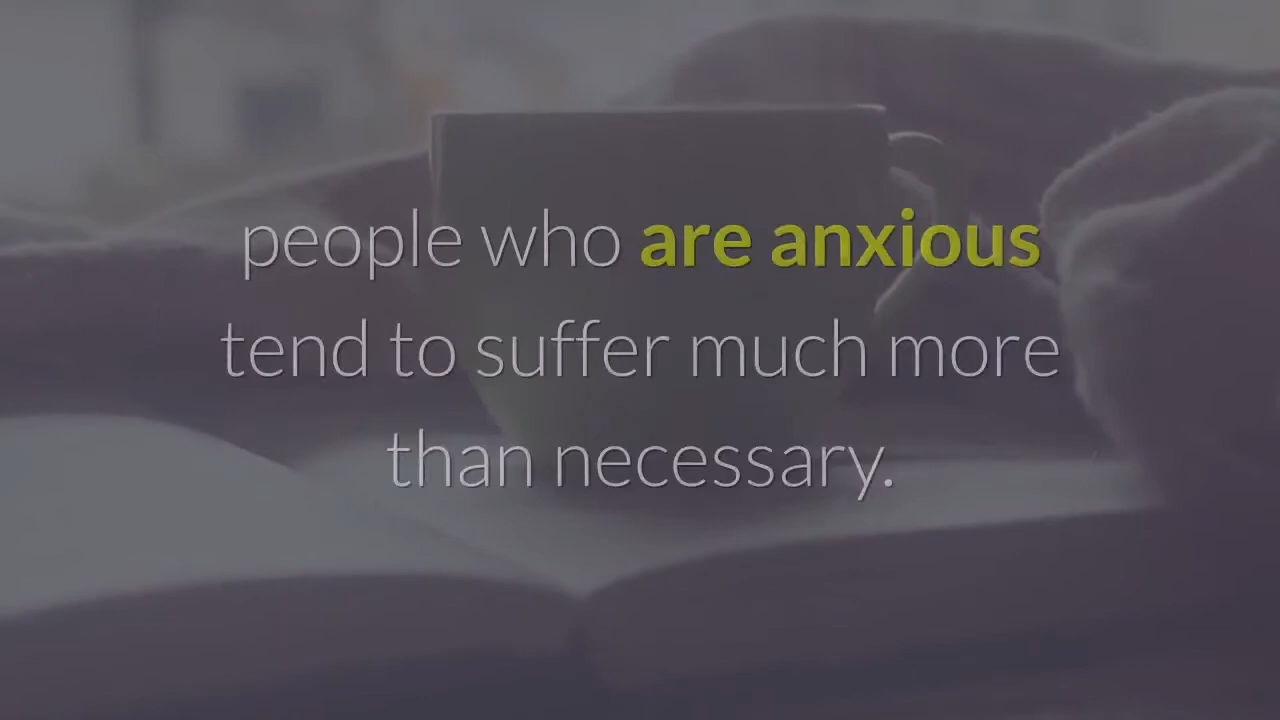 people who are anxious
tend to suffer much more
than necessary.